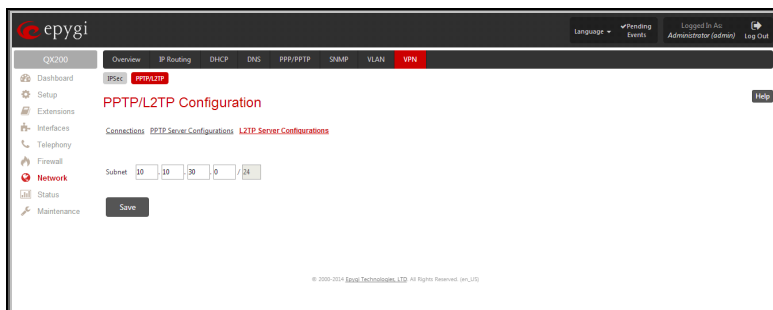 epygi
Language
✔Pending Events
Logged In As: Administrator (admin)
Log Out
QX200
Overview IP Routing DHCP DNS PPP/PPTP SNMP VLAN VPN
Dashboard
Setup
Extensions
Interfaces
Telephony
Firewall
Network
Status
Maintenance
IPSec PPTP/L2TP
PPTP/L2TP Configuration
Help
Connections PPTP Server Configurations L2TP Server Configurations
Subnet 10 . 10 . 30 . 0 / 24
Save
© 2000-2014 Epygi Technologies, LTD. All Rights Reserved. (en_US)